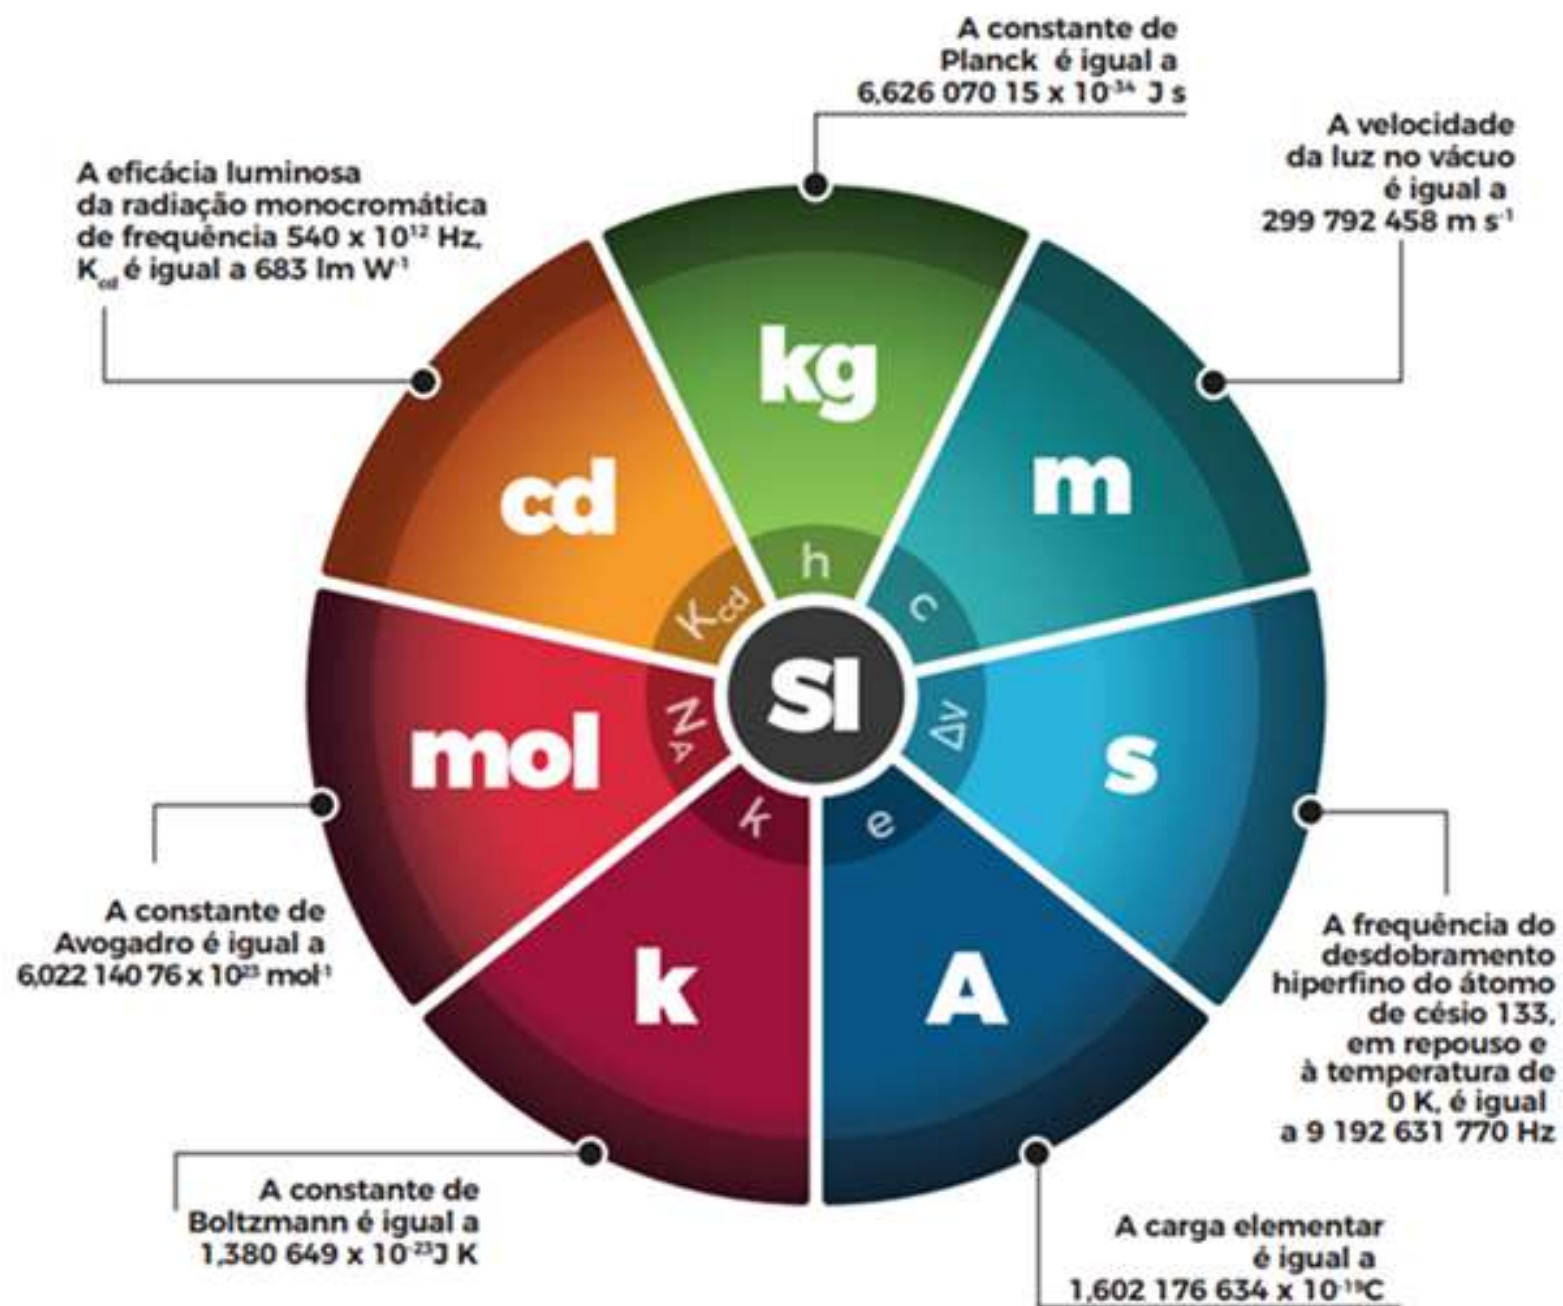 A constante de
Planck é igual a
6,626 070 15 x 10⁻³⁴ J s
A velocidade
da luz no vácuo
é igual a
299 792 458 m s⁻¹
A eficácia luminosa
da radiação monocromática
de frequência 540 x 10¹² Hz,
K_cd é igual a 683 lm W⁻¹
kg
m
cd
h
c
K_cd
SI
N_A
Δν
mol
s
k
e
k
A
A constante de
Avogadro é igual a
6,022 140 76 x 10²³ mol⁻¹
A frequência do
desdobramento
hiperfino do átomo
de césio 133,
em repouso e
à temperatura de
0 K, é igual
a 9 192 631 770 Hz
A constante de
Boltzmann é igual a
1,380 649 x 10⁻²³J K
A carga elementar
é igual a
1,602 176 634 x 10⁻¹⁹C